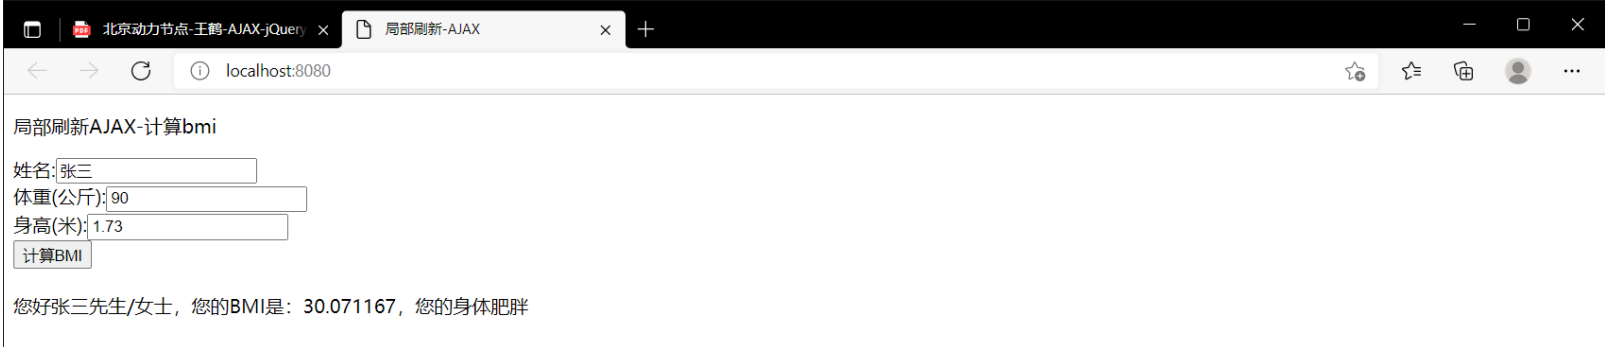 北京动力节点-王鹤-AJAX-jQuery
局部刷新-AJAX
localhost:8080
局部刷新AJAX-计算bmi
姓名:张三
体重(公斤):90
身高(米):1.73
计算BMI
您好张三先生/女士，您的BMI是：30.071167，您的身体肥胖